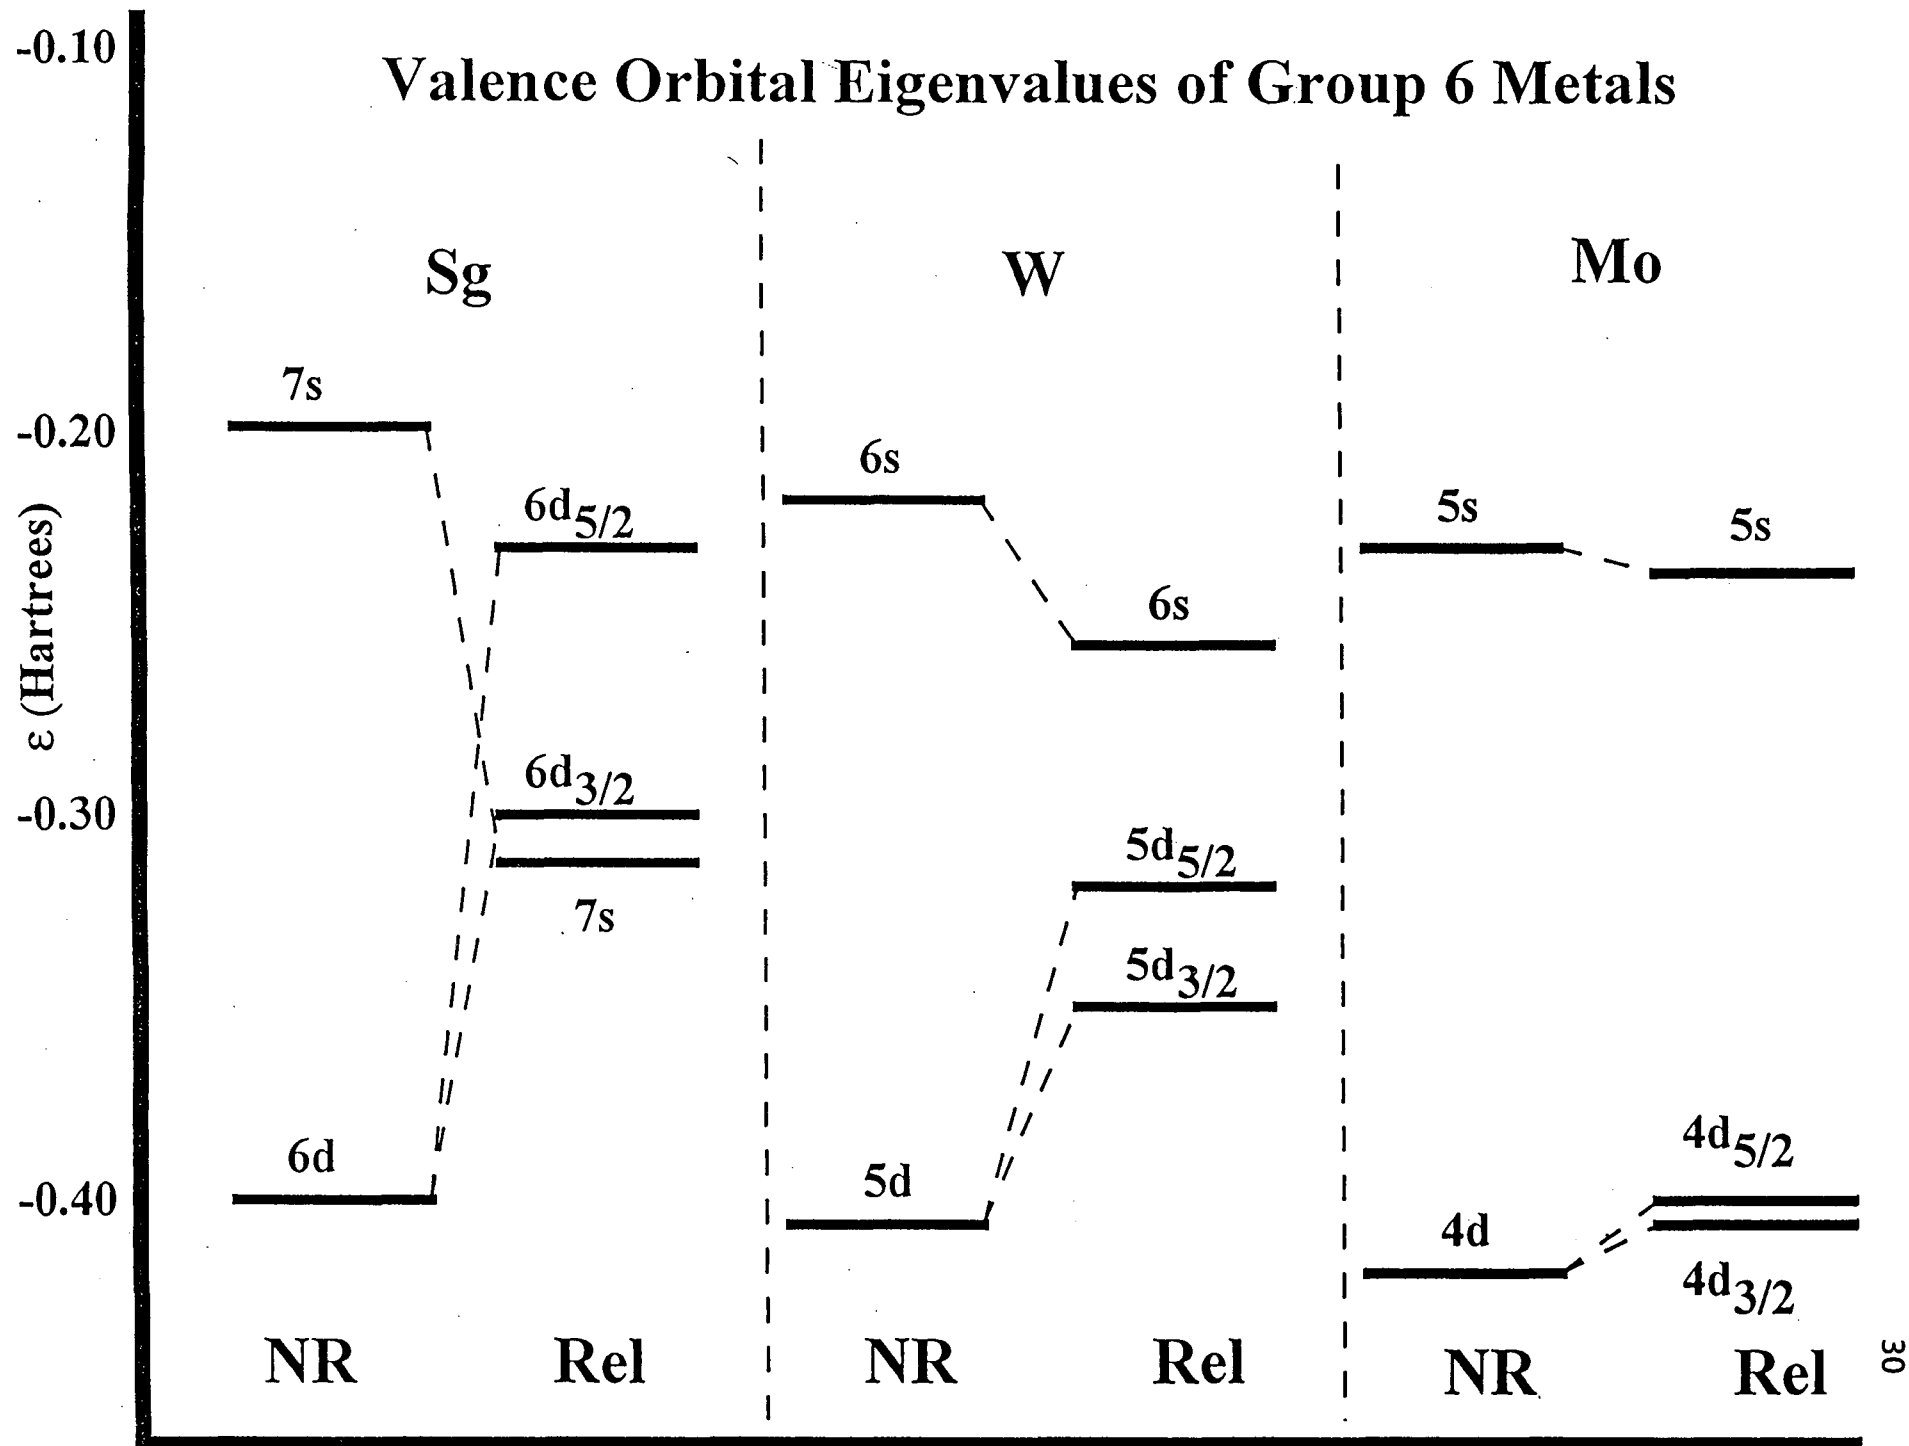 Valence Orbital Eigenvalues of Group 6 Metals
ε (Hartrees)
-0.10
-0.20
-0.30
-0.40
Sg
7s
6d5/2
6d3/2
7s
6d
NR
Rel
W
6s
6s
5d5/2
5d3/2
5d
NR
Rel
Mo
5s
5s
4d5/2
4d
4d3/2
NR
Rel
30